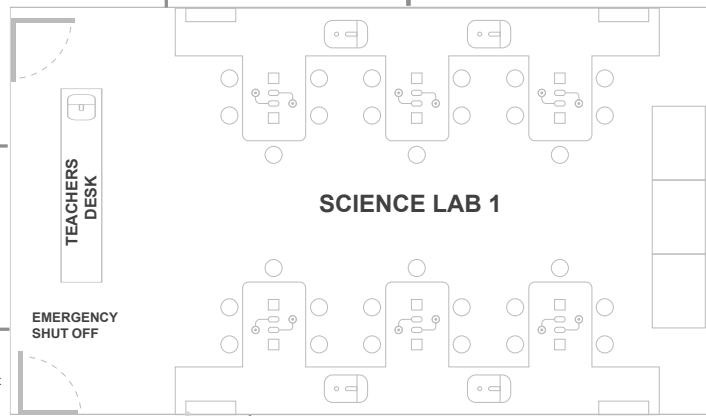 TEACHERS
DESK
SCIENCE LAB 1
EMERGENCY
SHUT OFF